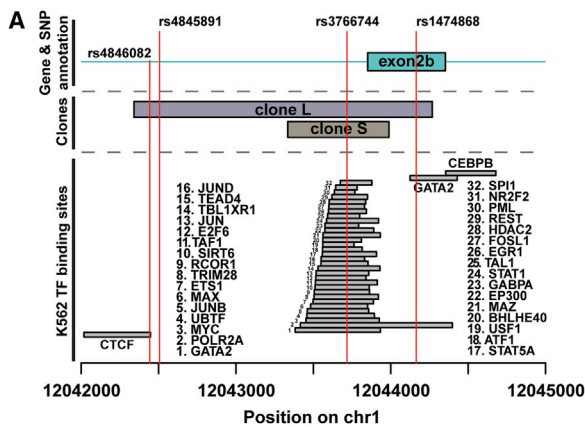 A
rs4845891
rs3766744
rs1474868
rs4846082
Gene & SNP
annotation
exon2b
Clones
clone L
clone S
K562 TF binding sites
CEBPB
GATA2
16. JUND
15. TEAD4
14. TBL1XR1
13. JUN
12. E2F6
11.TAF1
10. SIRT6
9. RCOR1
8. TRIM28
7. ETS1
6. MAX
5. JUNB
4. UBTF
3. MYC
2. POLR2A
1. GATA2
32. SPI1
31. NR2F2
30. PML
29. REST
28. HDAC2
27. FOSL1
26. EGR1
25. TAL1
24. STAT1
23. GABPA
22. EP300
21. MAZ
20. BHLHE40
19. USF1
18. ATF1
17. STAT5A
CTCF
12042000 12043000 12044000 12045000
Position on chr1